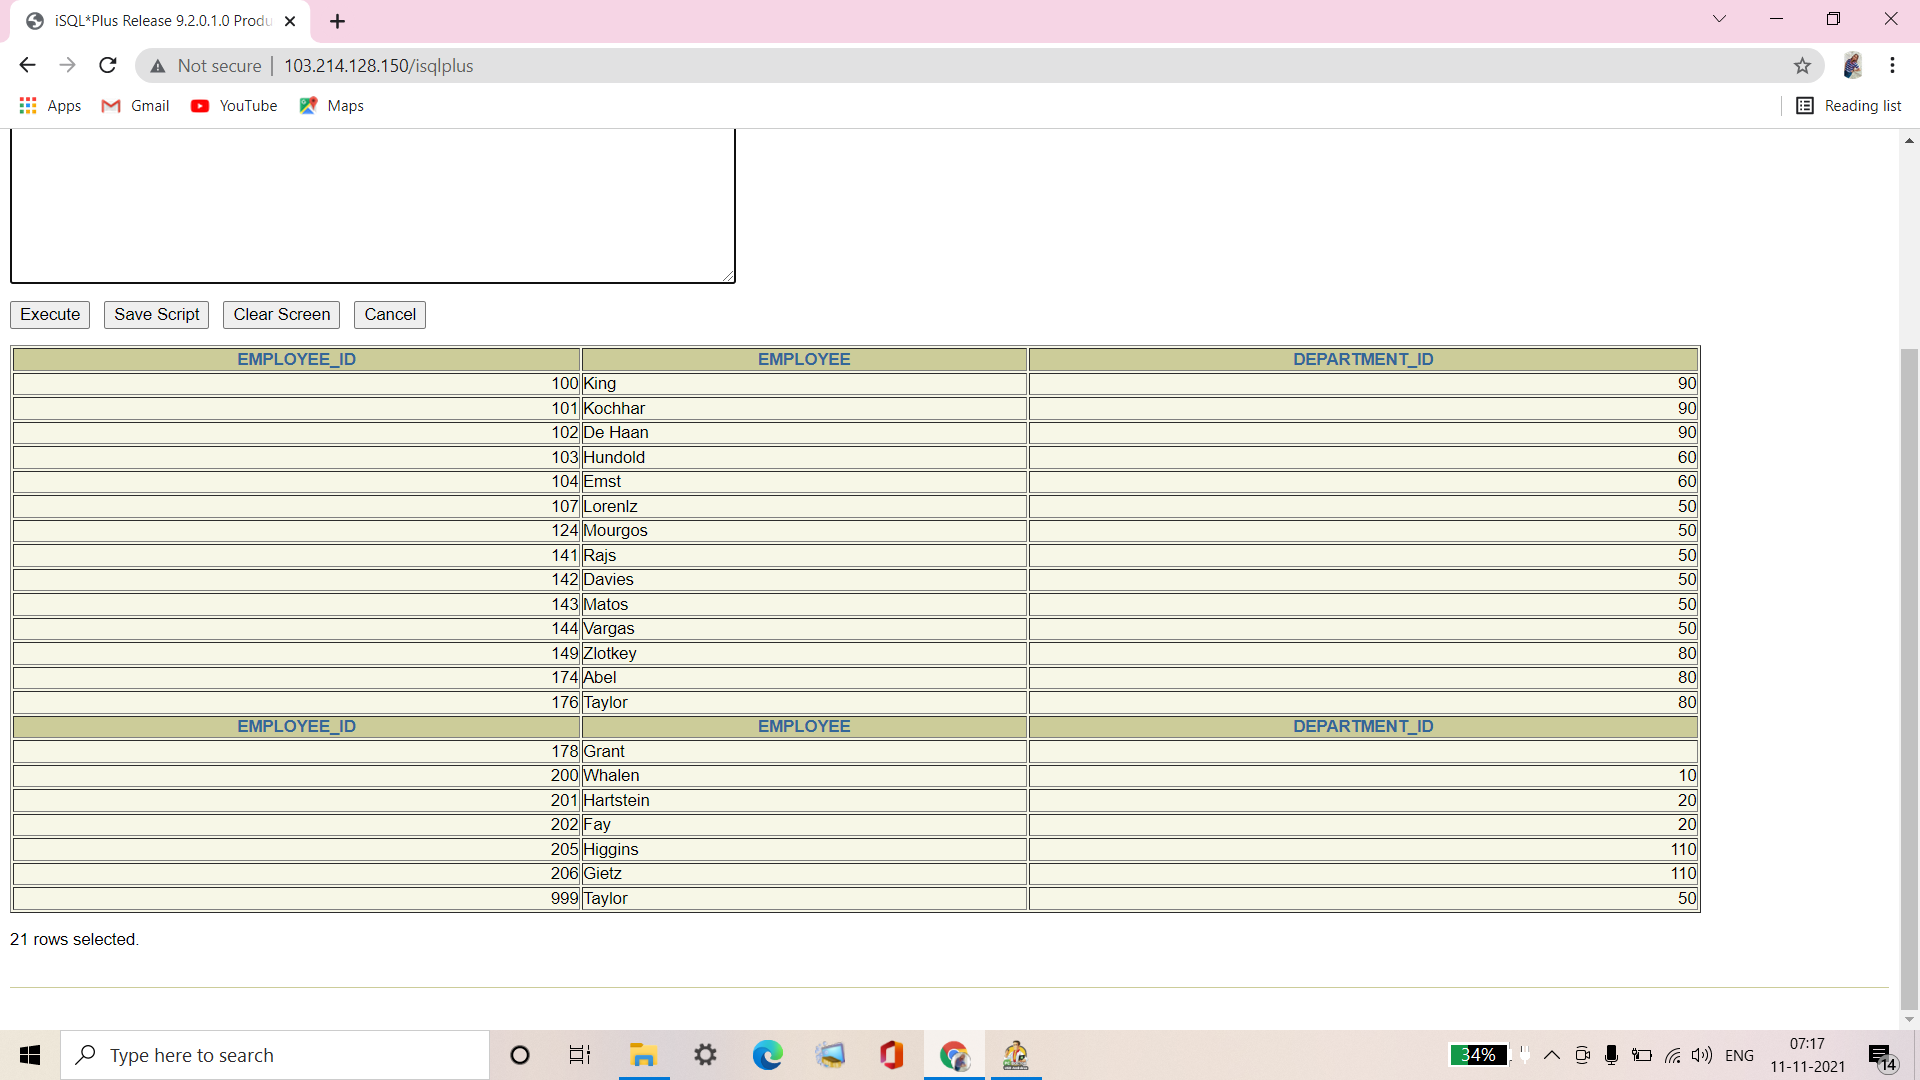 iSQL*Plus Release 9.2.0.1.0 Produ
Not secure | 103.214.128.150/isqlplus
Apps Gmail YouTube Maps Reading list
Execute Save Script Clear Screen Cancel
EMPLOYEE_ID EMPLOYEE DEPARTMENT_ID
100 King 90
101 Kochhar 90
102 De Haan 90
103 Hundold 60
104 Emst 60
107 Lorenlz 50
124 Mourgos 50
141 Rajs 50
142 Davies 50
143 Matos 50
144 Vargas 50
149 Zlotkey 80
174 Abel 80
176 Taylor 80
EMPLOYEE_ID EMPLOYEE DEPARTMENT_ID
178 Grant
200 Whalen 10
201 Hartstein 20
202 Fay 20
205 Higgins 110
206 Gietz 110
999 Taylor 50
21 rows selected.
Type here to search 34% ENG 07:17
11-11-2021 14